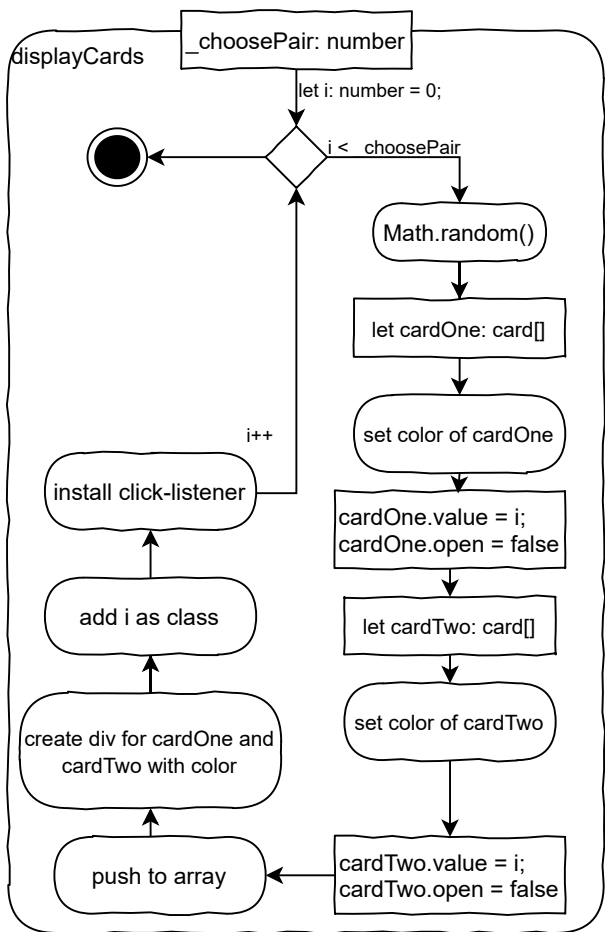 _choosePair: number
displayCards
let i: number = 0;
i < _choosePair
Math.random()
let cardOne: card[]
set color of cardOne
cardOne.value = i;
cardOne.open = false
let cardTwo: card[]
set color of cardTwo
cardTwo.value = i;
cardTwo.open = false
push to array
create div for cardOne and
cardTwo with color
add i as class
install click-listener
i++